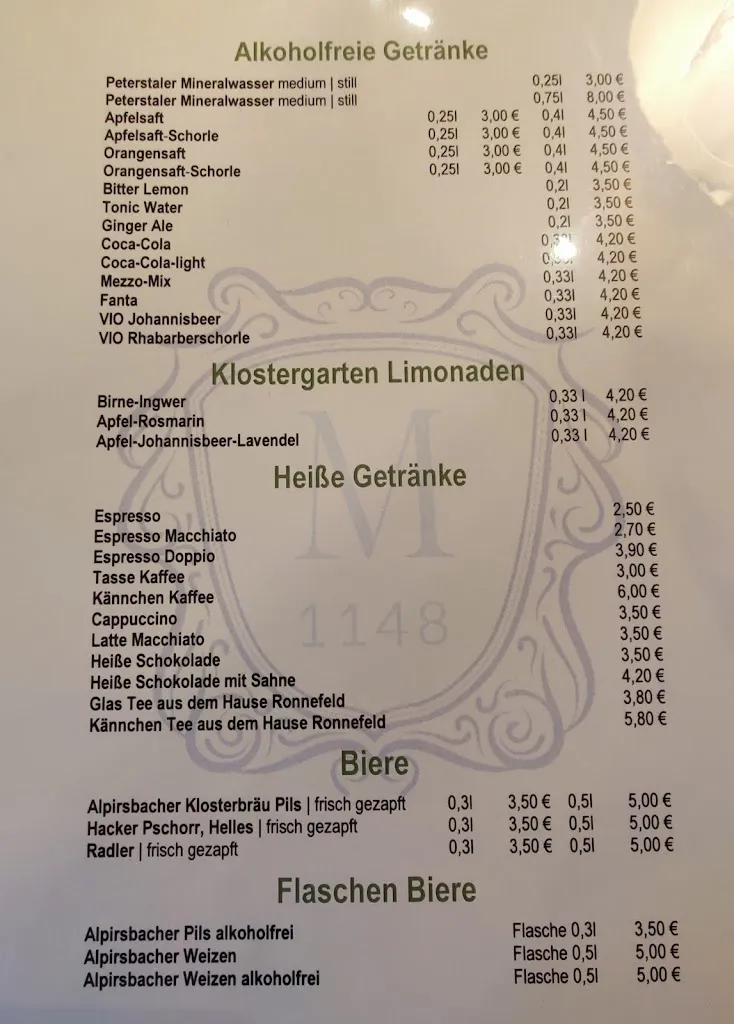 Alkoholfreie Getränke
Peterstaler Mineralwasser medium | still 0,25l 3,00 €
Peterstaler Mineralwasser medium | still 0,75l 8,00 €
Apfelsaft 0,25l 3,00 € 0,4l 4,50 €
Apfelsaft-Schorle 0,25l 3,00 € 0,4l 4,50 €
Orangensaft 0,25l 3,00 € 0,4l 4,50 €
Orangensaft-Schorle 0,25l 3,00 € 0,4l 4,50 €
Bitter Lemon 0,2l 3,50 €
Tonic Water 0,2l 3,50 €
Ginger Ale 0,2l 3,50 €
Coca-Cola 4,20 €
Coca-Cola-light 4,20 €
Mezzo-Mix 0,33l 4,20 €
Fanta 0,33l 4,20 €
VIO Johannisbeer 0,33l 4,20 €
VIO Rhabarberschorle 0,33l 4,20 €
Klostergarten Limonaden
Birne-Ingwer 0,33 l 4,20 €
Apfel-Rosmarin 0,33 l 4,20 €
Apfel-Johannisbeer-Lavendel 0,33 l 4,20 €
M
1148
Heiße Getränke
Espresso 2,50 €
Espresso Macchiato 2,70 €
Espresso Doppio 3,90 €
Tasse Kaffee 3,00 €
Kännchen Kaffee 6,00 €
Cappuccino 3,50 €
Latte Macchiato 3,50 €
Heiße Schokolade 3,50 €
Heiße Schokolade mit Sahne 4,20 €
Glas Tee aus dem Hause Ronnefeld 3,80 €
Kännchen Tee aus dem Hause Ronnefeld 5,80 €
Biere
Alpirsbacher Klosterbräu Pils | frisch gezapft 0,3l 3,50 € 0,5l 5,00 €
Hacker Pschorr, Helles | frisch gezapft 0,3l 3,50 € 0,5l 5,00 €
Radler | frisch gezapft 0,3l 3,50 € 0,5l 5,00 €
Flaschen Biere
Alpirsbacher Pils alkoholfrei Flasche 0,3l 3,50 €
Alpirsbacher Weizen Flasche 0,5l 5,00 €
Alpirsbacher Weizen alkoholfrei Flasche 0,5l 5,00 €